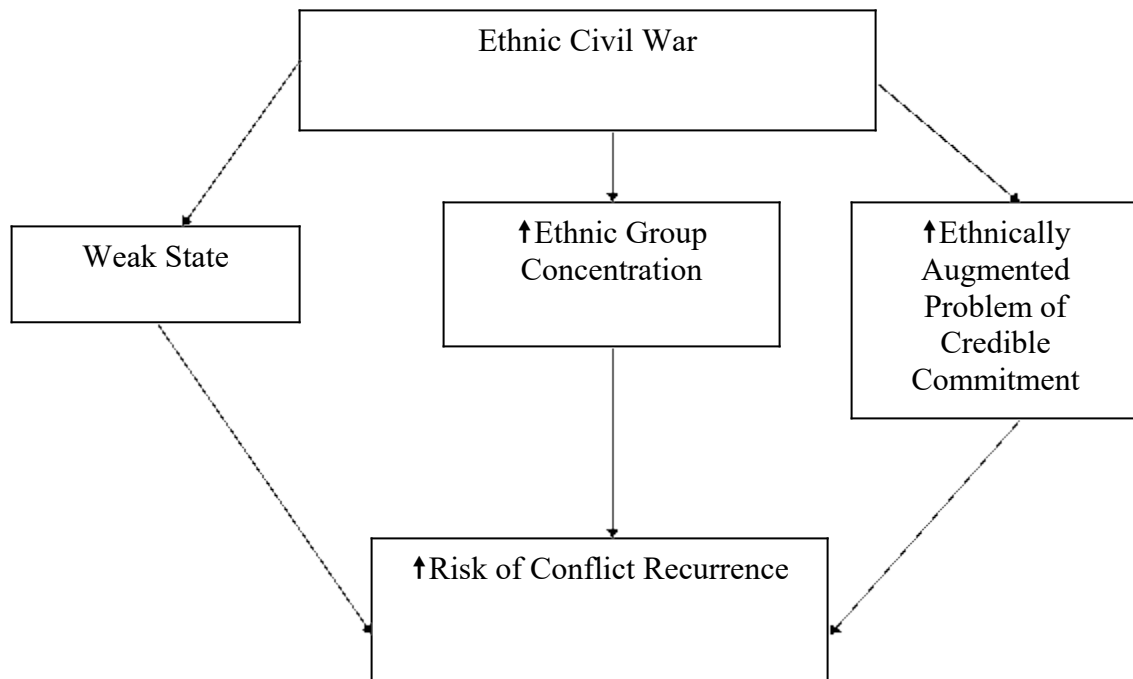 Ethnic Civil War
Weak State
↑Ethnic Group
Concentration
↑Ethnically
Augmented
Problem of
Credible
Commitment
↑Risk of Conflict Recurrence